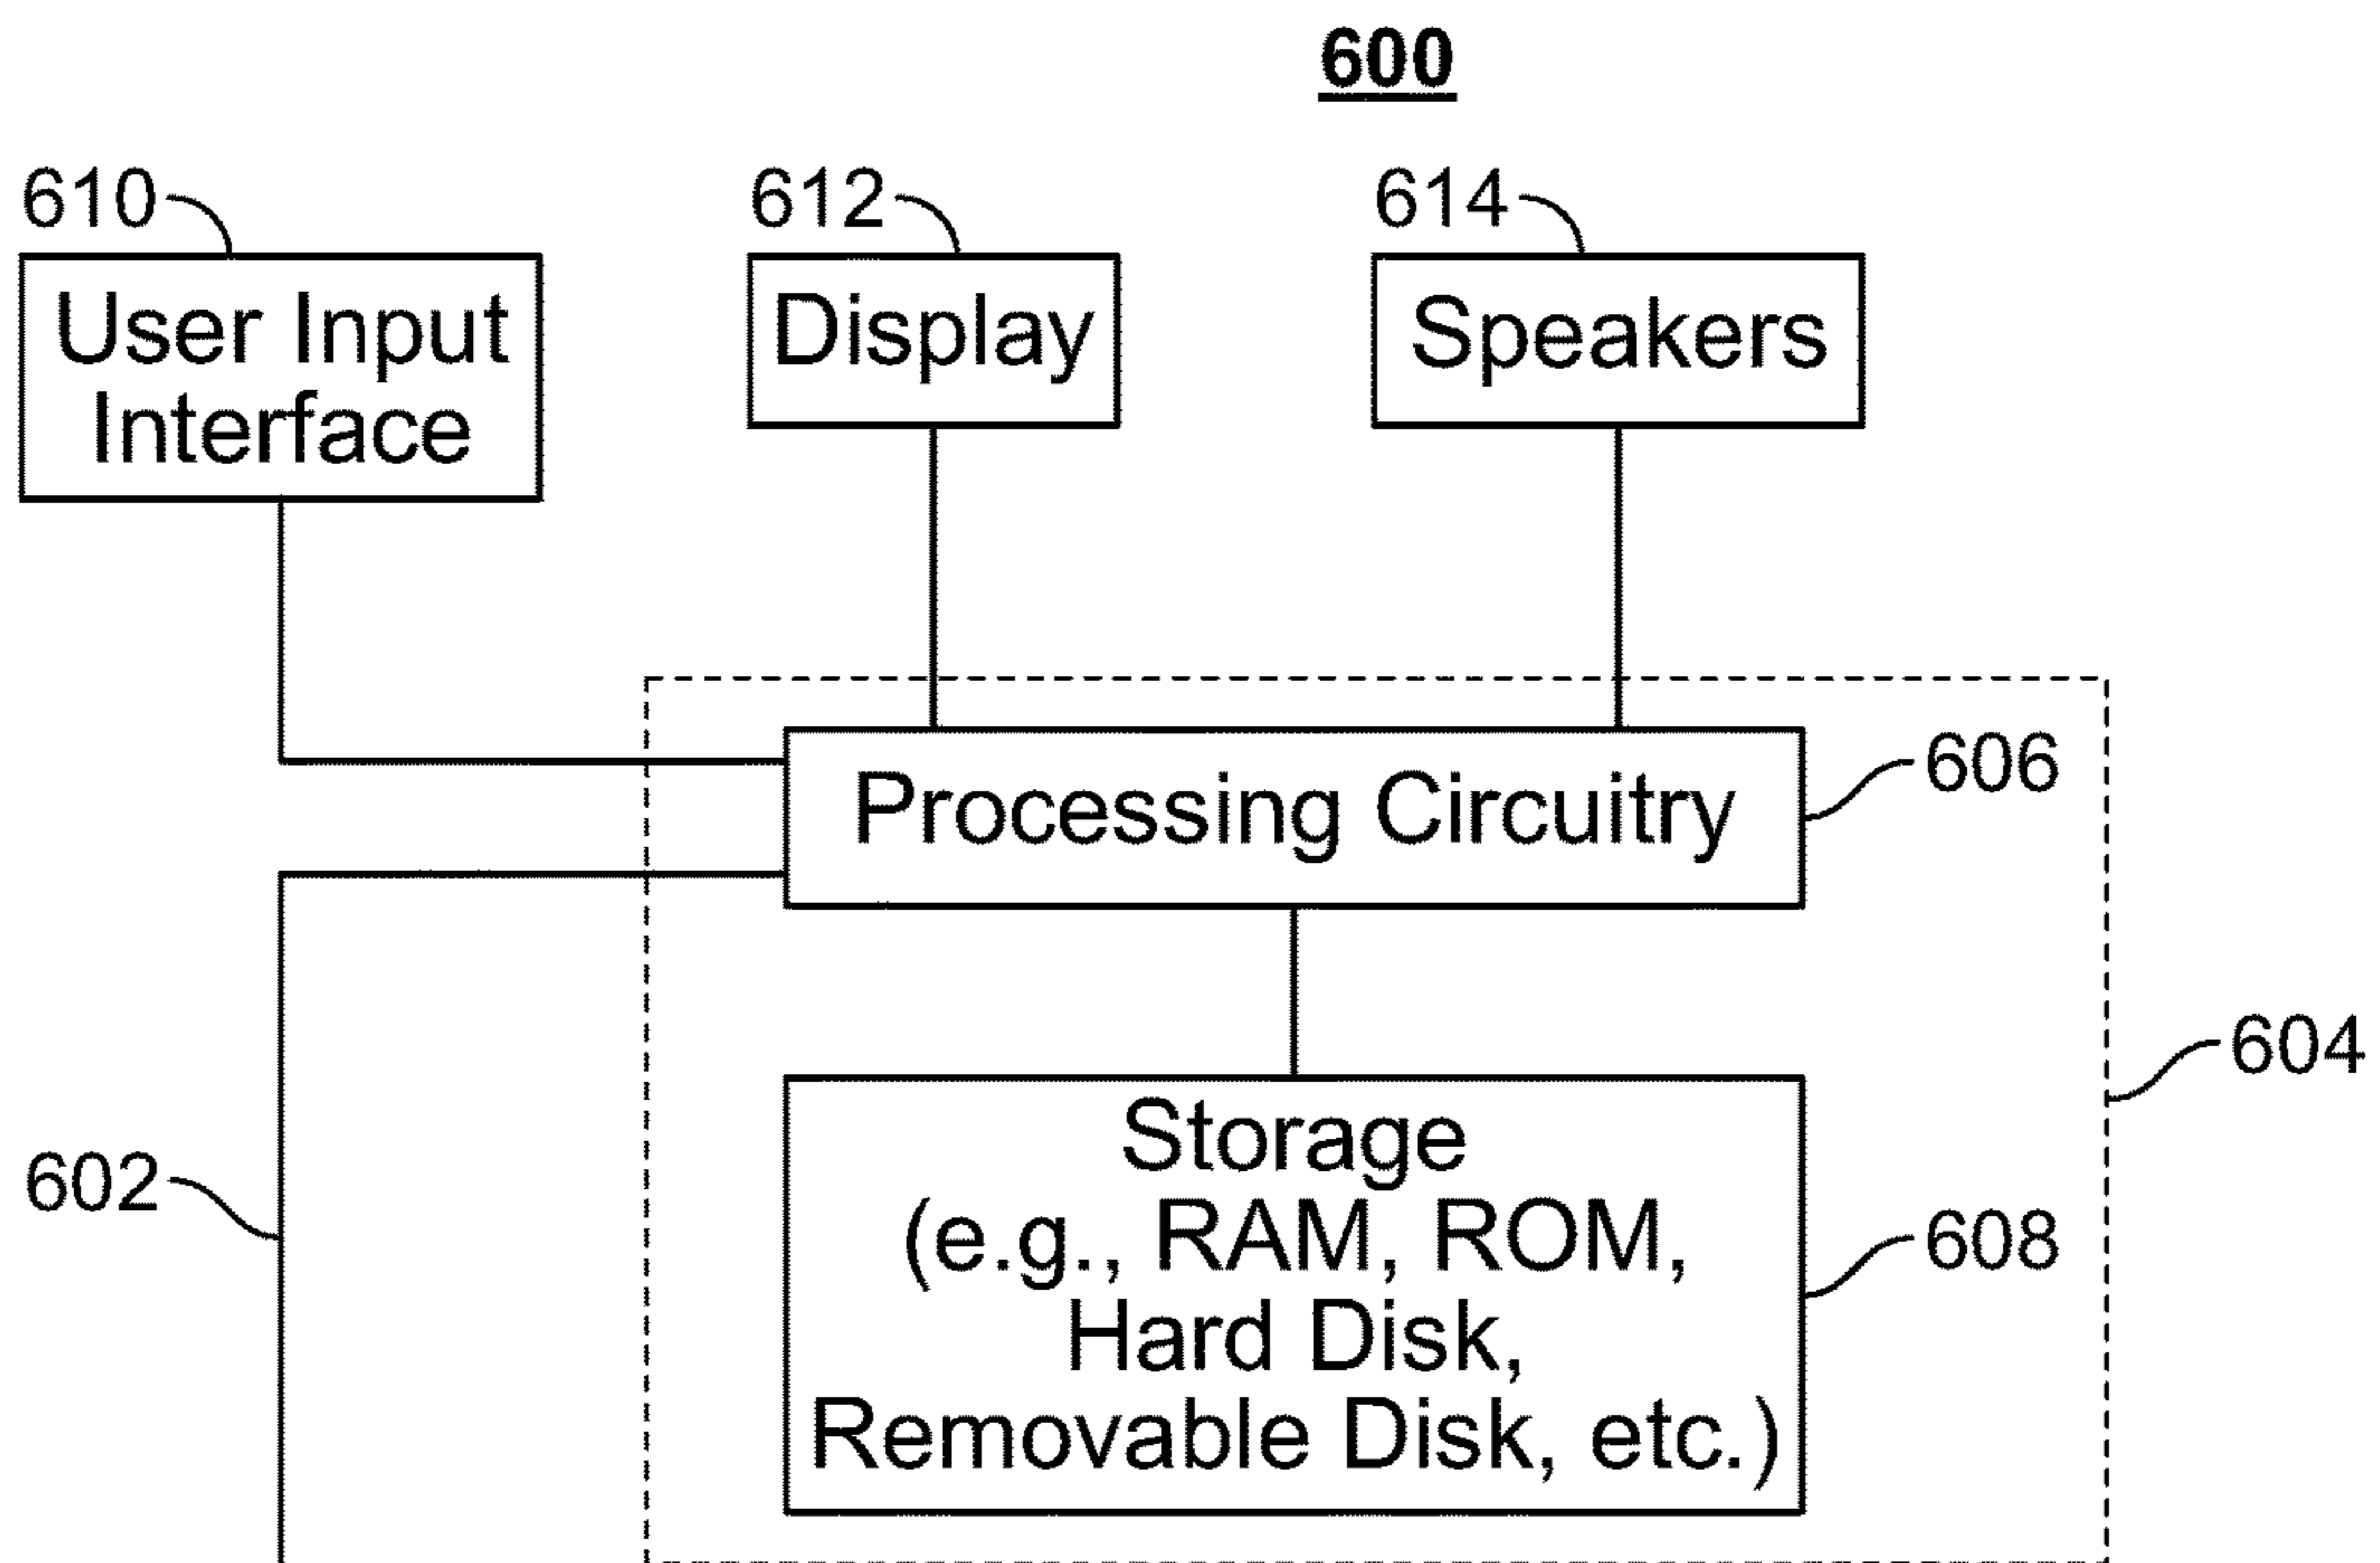 600
610
612
614
User Input
Interface
Display
Speakers
Processing Circuitry
606
604
Storage
(e.g., RAM, ROM,
Hard Disk,
Removable Disk, etc.)
602
608